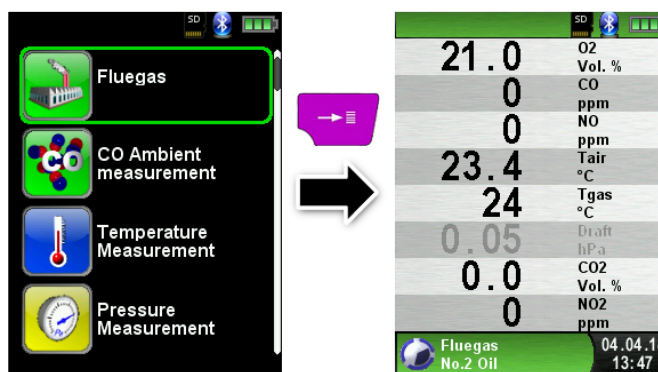 SD
Fluegas
CO
CO Ambient
measurement
Temperature
Measurement
Pressure
Measurement
SD
21.0 O2
Vol. %
0 CO
ppm
0 NO
ppm
23.4 Tair
°C
24 Tgas
°C
0.05 Draft
hPa
0.0 CO2
Vol. %
0 NO2
ppm
Fluegas 04.04.1
No.2 Oil 13:47